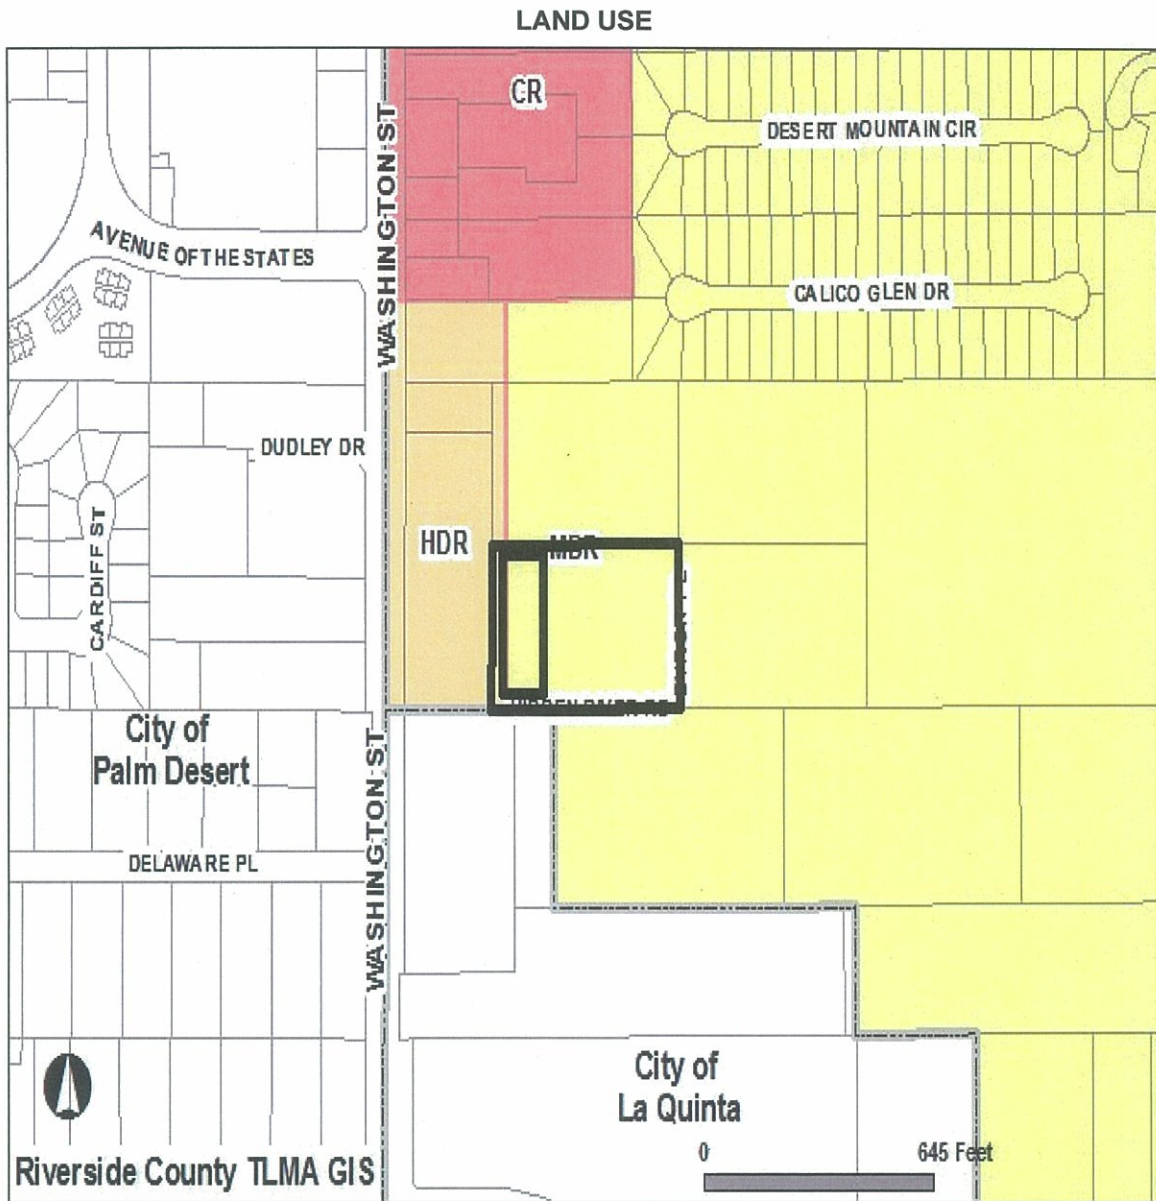 LAND USE
CR
WASHINGTON ST
DESERT MOUNTAIN CIR
AVENUE OF THE STATES
CALICO GLEN DR
DUDLEY DR
HDR
MDR
CARDIFF ST
City of
Palm Desert
WASHINGTON ST
DELAWARE PL
City of
La Quinta
0 645 Feet
Riverside County TLMA GIS